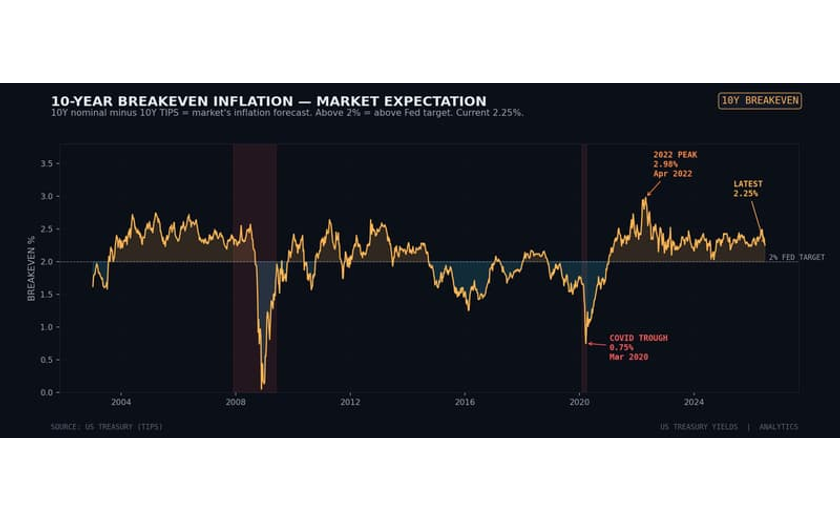 10-YEAR BREAKEVEN INFLATION — MARKET EXPECTATION
10Y nominal minus 10Y TIPS = market's inflation forecast. Above 2% = above Fed target. Current 2.25%.
10Y BREAKEVEN
BREAKEVEN %
3.5
3.0
2.5
2.0
1.5
1.0
0.5
0.0
2022 PEAK
2.98%
Apr 2022
LATEST
2.25%
2% FED TARGET
COVID TROUGH
0.75%
Mar 2020
2004
2008
2012
2016
2020
2024
SOURCE: US TREASURY (TIPS)
US TREASURY YIELDS | ANALYTICS